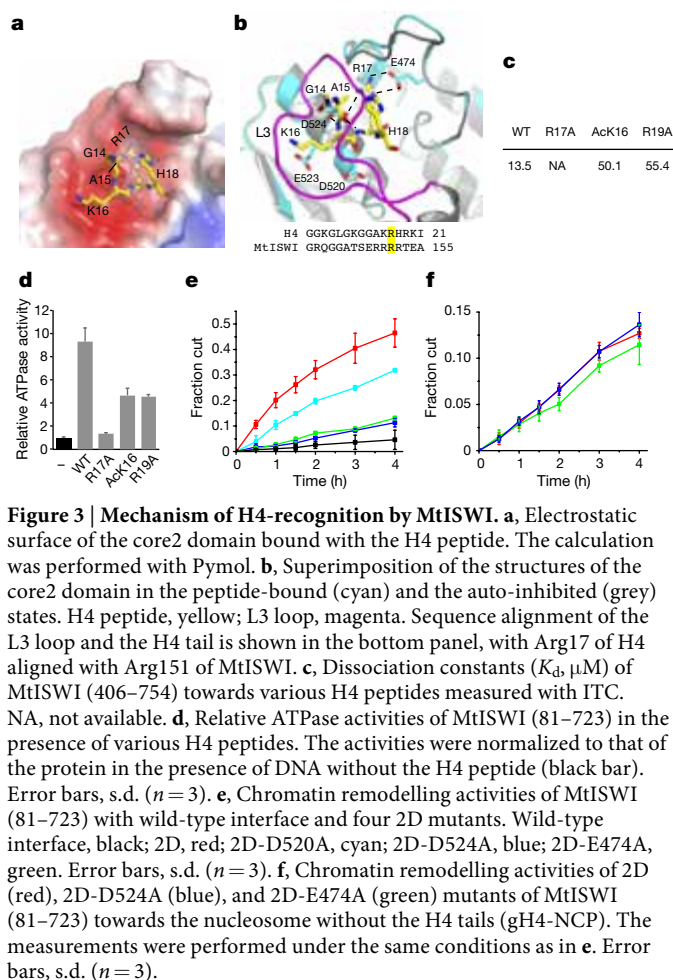 a
b
c
R17
G14
A15
H18
K16
R17
E474
G14
A15
D524
L3
K16
H18
E523
D520
WT R17A AcK16 R19A
13.5 NA 50.1 55.4
H4 GGKGLGKGGAKRHRKI 21
MtISWI GRQGGATSERRRRTEA 155
d
Relative ATPase activity
12
10
8
6
4
2
0
– WT R17A AcK16 R19A
e
Fraction cut
0.5
0.4
0.3
0.2
0.1
0
0 1 2 3 4
Time (h)
f
Fraction cut
0.15
0.10
0.05
0
0 1 2 3 4
Time (h)
Figure 3 | Mechanism of H4-recognition by MtISWI. a, Electrostatic
surface of the core2 domain bound with the H4 peptide. The calculation
was performed with Pymol. b, Superimposition of the structures of the
core2 domain in the peptide-bound (cyan) and the auto-inhibited (grey)
states. H4 peptide, yellow; L3 loop, magenta. Sequence alignment of the
L3 loop and the H4 tail is shown in the bottom panel, with Arg17 of H4
aligned with Arg151 of MtISWI. c, Dissociation constants (Kd, μM) of
MtISWI (406–754) towards various H4 peptides measured with ITC.
NA, not available. d, Relative ATPase activities of MtISWI (81–723) in the
presence of various H4 peptides. The activities were normalized to that of
the protein in the presence of DNA without the H4 peptide (black bar).
Error bars, s.d. (n = 3). e, Chromatin remodelling activities of MtISWI
(81–723) with wild-type interface and four 2D mutants. Wild-type
interface, black; 2D, red; 2D-D520A, cyan; 2D-D524A, blue; 2D-E474A,
green. Error bars, s.d. (n = 3). f, Chromatin remodelling activities of 2D
(red), 2D-D524A (blue), and 2D-E474A (green) mutants of MtISWI
(81–723) towards the nucleosome without the H4 tails (gH4-NCP). The
measurements were performed under the same conditions as in e. Error
bars, s.d. (n = 3).